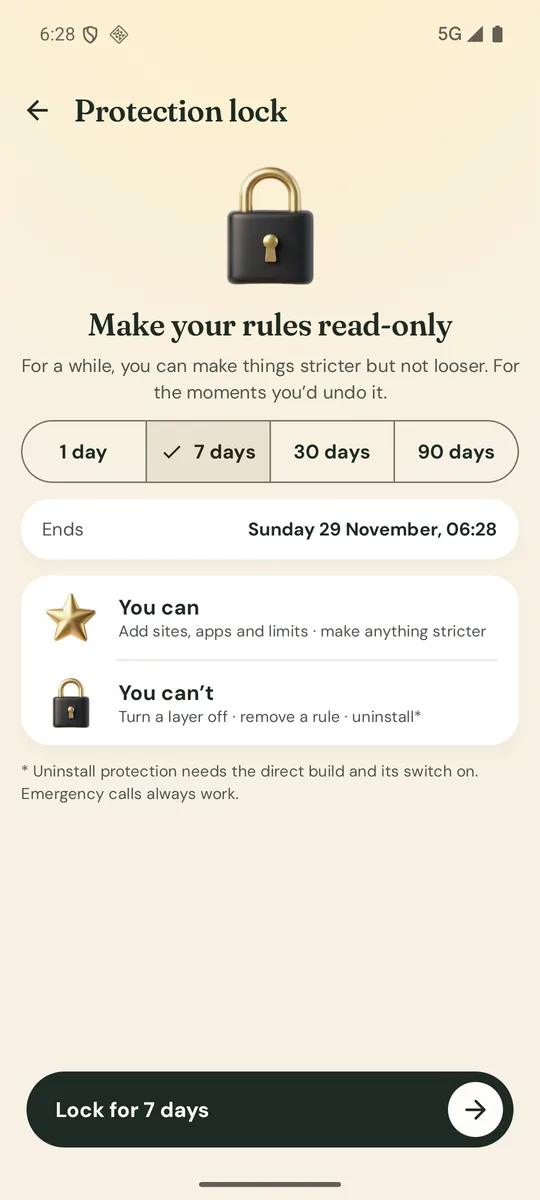 6:28
5G
Protection lock
Make your rules read-only
For a while, you can make things stricter but not looser. For
the moments you’d undo it.
1 day
7 days
30 days
90 days
Ends
Sunday 29 November, 06:28
You can
Add sites, apps and limits · make anything stricter
You can’t
Turn a layer off · remove a rule · uninstall*
* Uninstall protection needs the direct build and its switch on.
Emergency calls always work.
Lock for 7 days